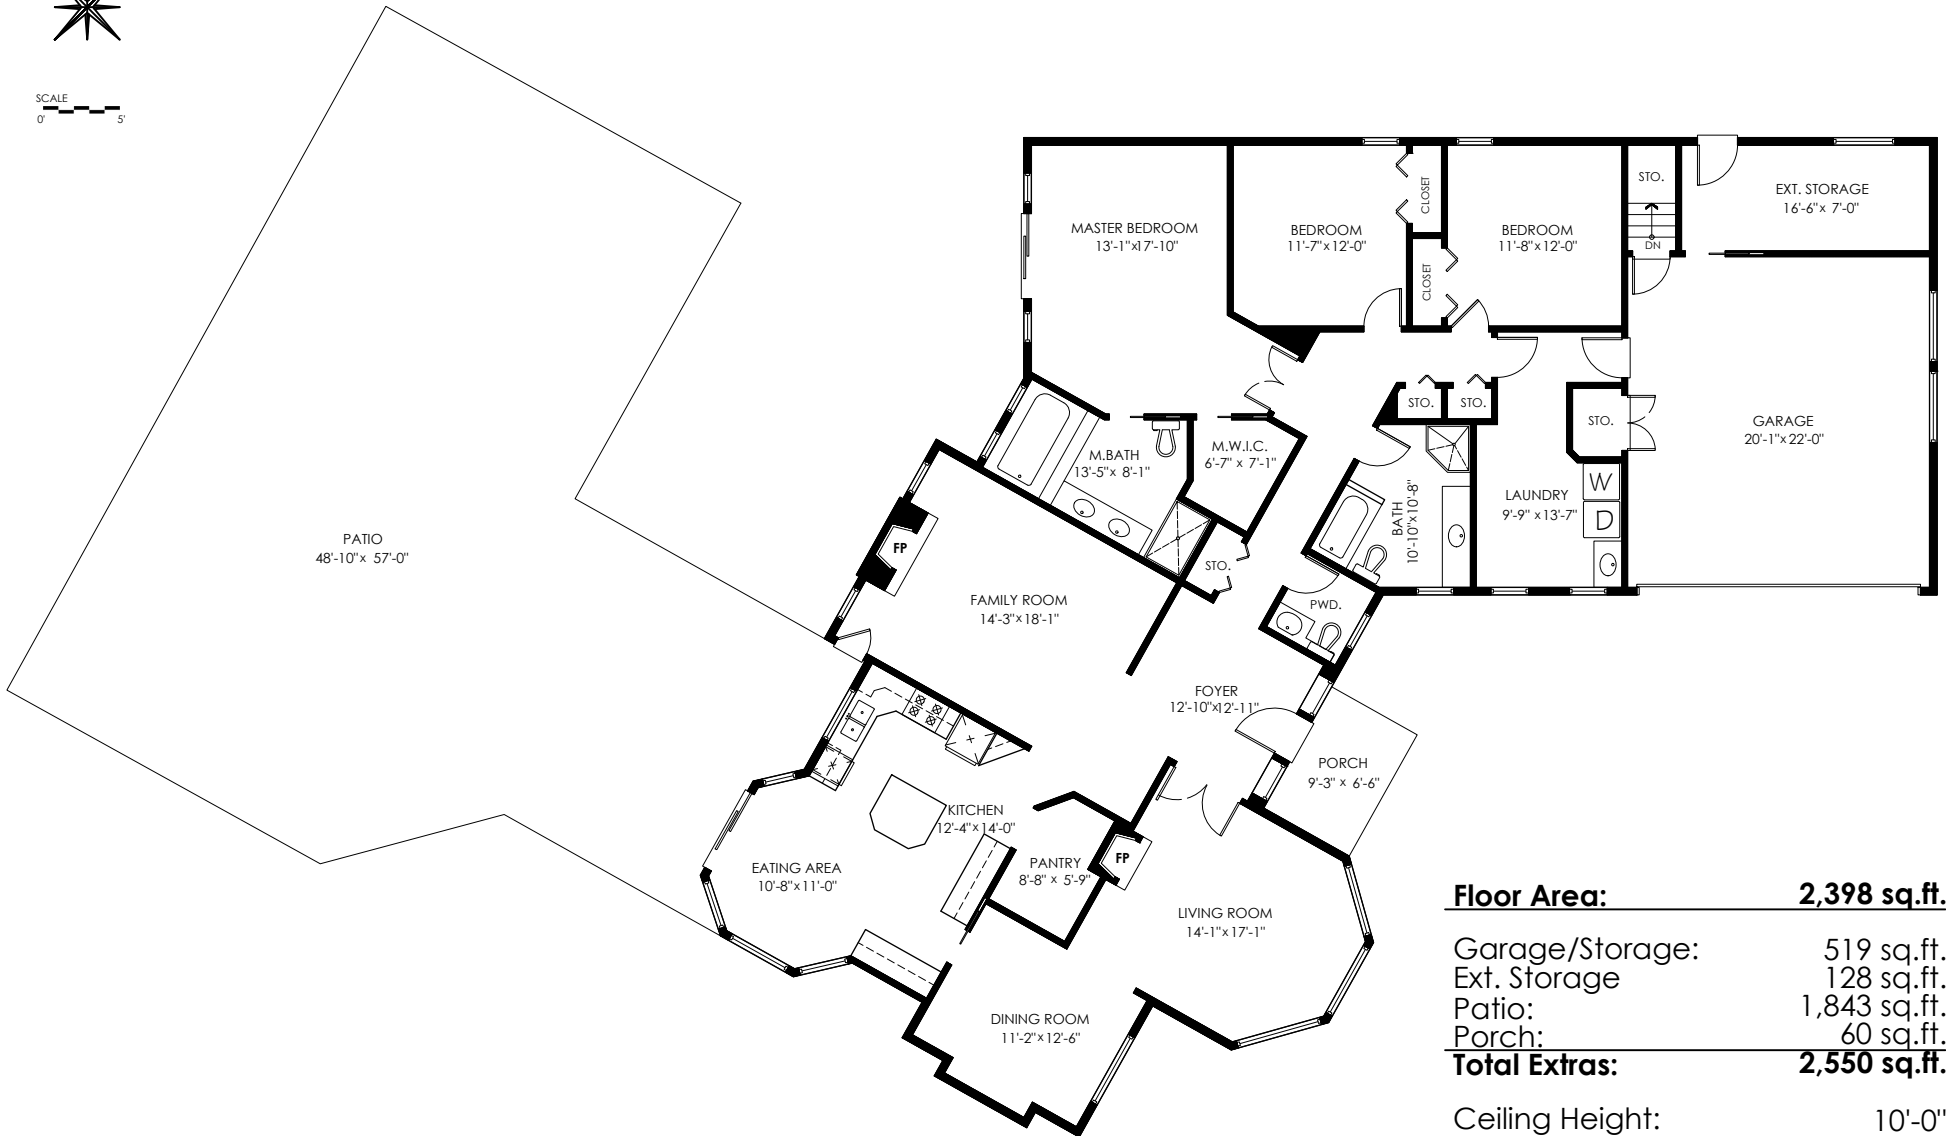 SCALE
0' 5'
MASTER BEDROOM
13'-1"x17'-10"
BEDROOM
11'-7"x12'-0"
CLOSET
CLOSET
BEDROOM
11'-8"x12'-0"
STO.
DN
EXT. STORAGE
16'-6"x 7'-0"
STO.
STO.
STO.
GARAGE
20'-1"x22'-0"
M.BATH
13'-5"x 8'-1"
M.W.I.C.
6'-7" x 7'-1"
BATH
10'-10"x10'-8"
LAUNDRY
9'-9" x13'-7"
W
D
PATIO
48'-10"x 57'-0"
FP
STO.
FAMILY ROOM
14'-3"x18'-1"
PWD.
FOYER
12'-10"x12'-11"
PORCH
9'-3" x 6'-6"
KITCHEN
12'-4"x14'-0"
EATING AREA
10'-8"x11'-0"
PANTRY
8'-8" x 5'-9"
FP
LIVING ROOM
14'-1"x17'-1"
DINING ROOM
11'-2"x12'-6"
Floor Area: 2,398 sq.ft.
Garage/Storage: 519 sq.ft.
Ext. Storage 128 sq.ft.
Patio: 1,843 sq.ft.
Porch: 60 sq.ft.
Total Extras: 2,550 sq.ft.
Ceiling Height: 10'-0"